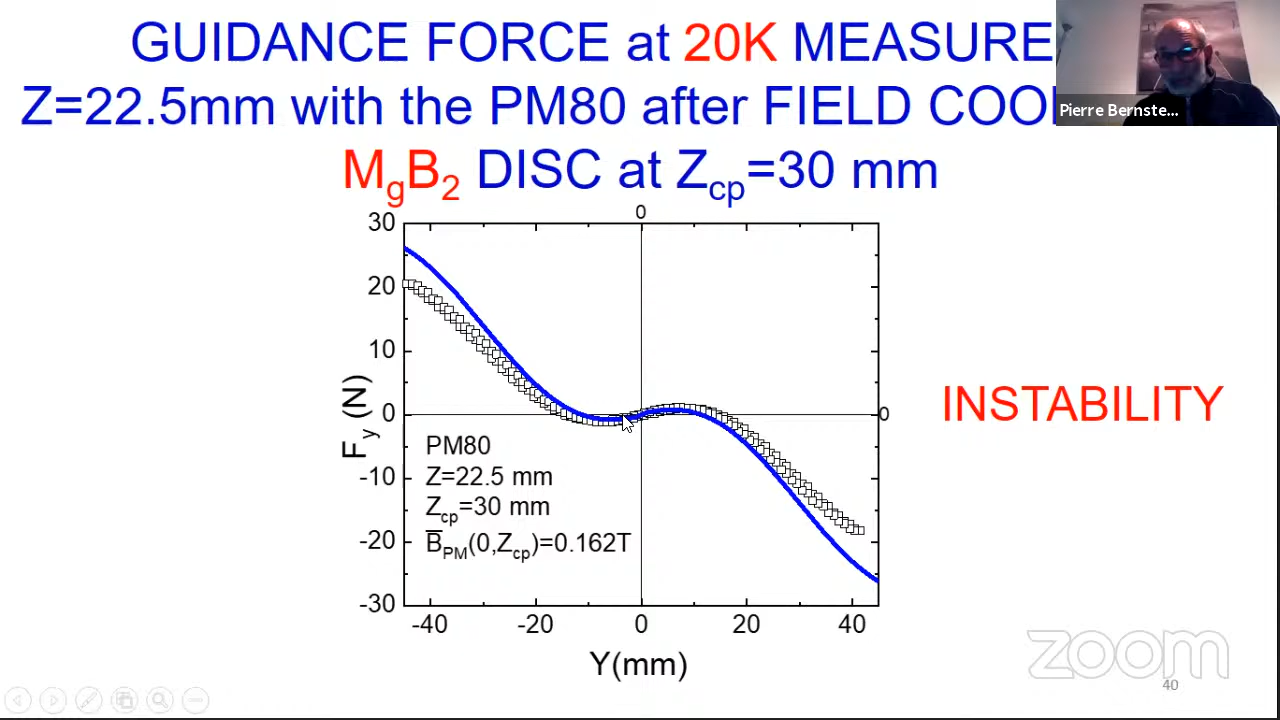 GUIDANCE FORCE at 20K MEASURE
Z=22.5mm with the PM80 after FIELD COO
MgB2 DISC at Zcp=30 mm
Pierre Bernste...
0
30
20
10
0
-10
-20
-30
Fy (N)
0
PM80
Z=22.5 mm
Zcp=30 mm
B̅PM(0,Zcp)=0.162T
-40 -20 0 20 40
Y(mm)
INSTABILITY
zoom
40